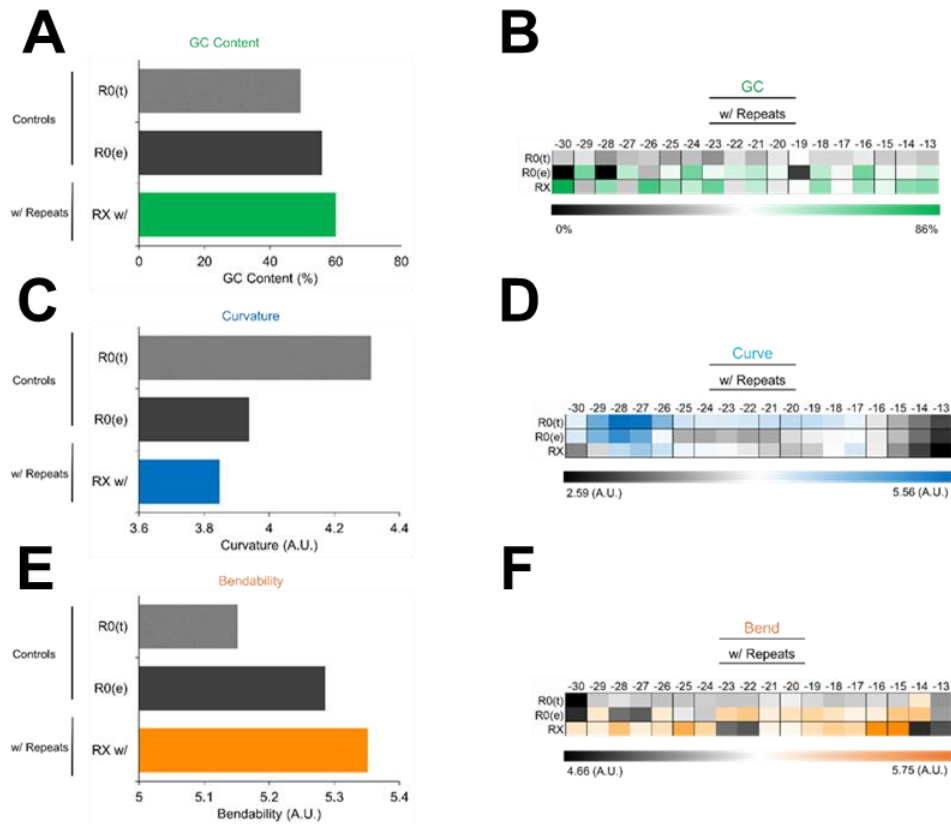 A
GC Content
Controls
w/ Repeats
R0(t)
R0(e)
RX w/
0 20 40 60 80
GC Content (%)
B
GC
w/ Repeats
-30 -29 -28 -27 -26 -25 -24 -23 -22 -21 -20 -19 -18 -17 -16 -15 -14 -13
R0(t)
R0(e)
RX
0% 86%
C
Curvature
Controls
w/ Repeats
R0(t)
R0(e)
RX w/
3.6 3.8 4 4.2 4.4
Curvature (A.U.)
D
Curve
w/ Repeats
-30 -29 -28 -27 -26 -25 -24 -23 -22 -21 -20 -19 -18 -17 -16 -15 -14 -13
R0(t)
R0(e)
RX
2.59 (A.U.) 5.56 (A.U.)
E
Bendability
Controls
w/ Repeats
R0(t)
R0(e)
RX w/
5 5.1 5.2 5.3 5.4
Bendability (A.U.)
F
Bend
w/ Repeats
-30 -29 -28 -27 -26 -25 -24 -23 -22 -21 -20 -19 -18 -17 -16 -15 -14 -13
R0(t)
R0(e)
RX
4.66 (A.U.) 5.75 (A.U.)